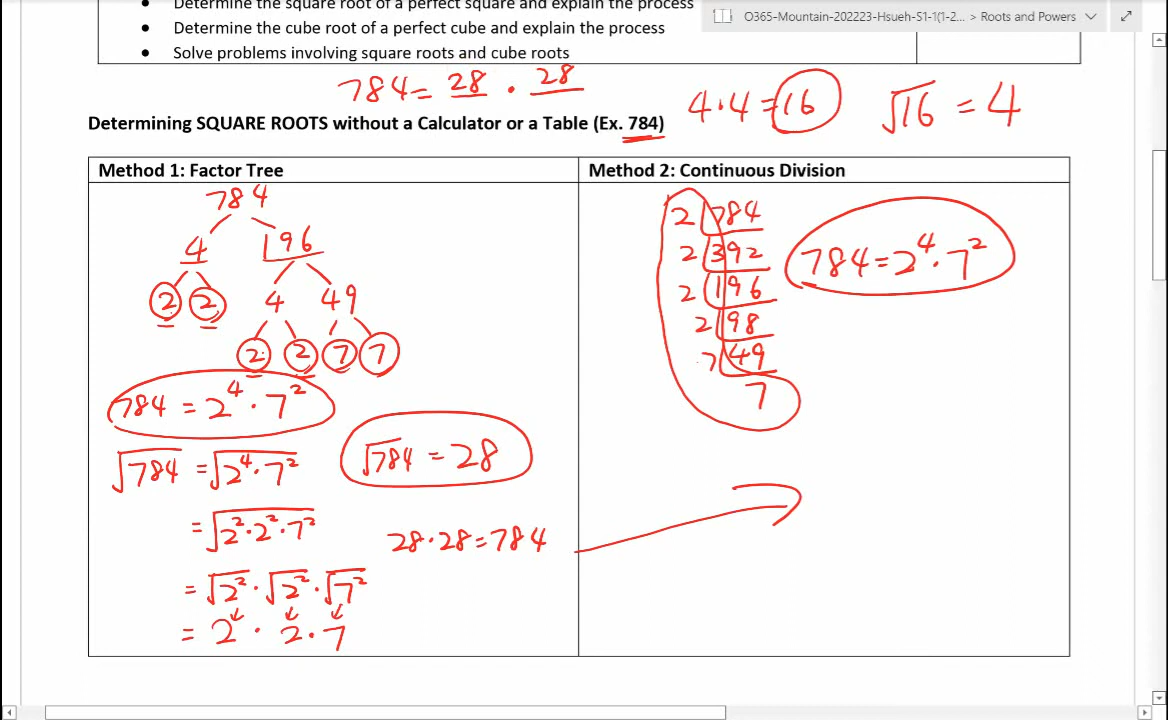 • Determine the square root of a perfect square and explain the process
O365-Mountain-202223-Hsueh-S1-1(1-2... > Roots and Powers
• Determine the cube root of a perfect cube and explain the process
• Solve problems involving square roots and cube roots
784 = 28 · 28
4 · 4 = 16
√16 = 4
Determining SQUARE ROOTS without a Calculator or a Table (Ex. 784)
Method 1: Factor Tree
784
4 196
2 2 4 49
2 2 7 7
784 = 2⁴ · 7²
√784 = √2⁴ · 7²
= √2² · 2² · 7²
= √2² · √2² · √7²
= 2 · 2 · 7
√784 = 28
28 · 28 = 784
Method 2: Continuous Division
2 784
2 392
2 196
2 98
7 49
7
784 = 2⁴ · 7²